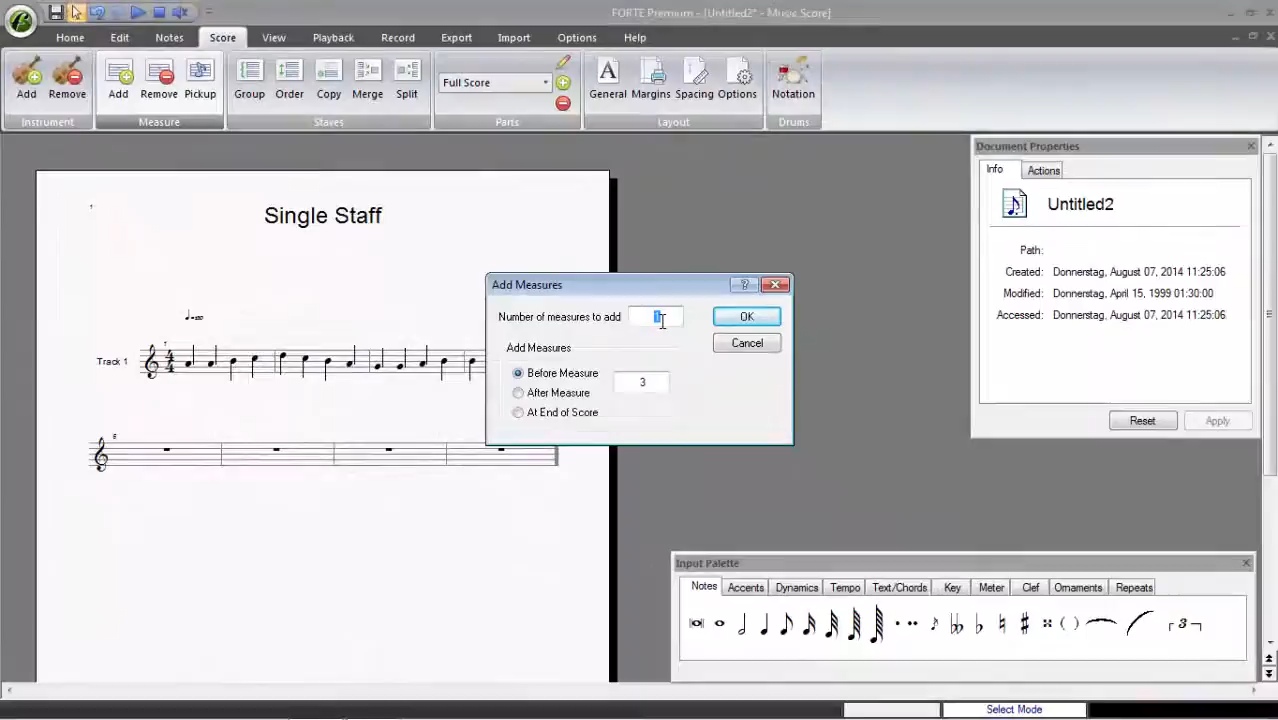 FORTE Premium - [Untitled2* - Music Score]
Home Edit Notes Score View Playback Record Export Import Options Help
Full Score
Add Remove Add Remove Pickup Group Order Copy Merge Split General Margins Spacing Options Notation
Instrument Measure Staves Parts Layout Drums
Document Properties
Info Actions
Untitled2
Path:
Created: Donnerstag, August 07, 2014 11:25:06
Modified: Donnerstag, April 15, 1999 01:30:00
Accessed: Donnerstag, August 07, 2014 11:25:06
Reset Apply
Single Staff
Track 1
Add Measures
Number of measures to add 1 OK
Add Measures Cancel
Before Measure 3
After Measure
At End of Score
Input Palette
Notes Accents Dynamics Tempo Text/Chords Key Meter Clef Ornaments Repeats
3
Select Mode